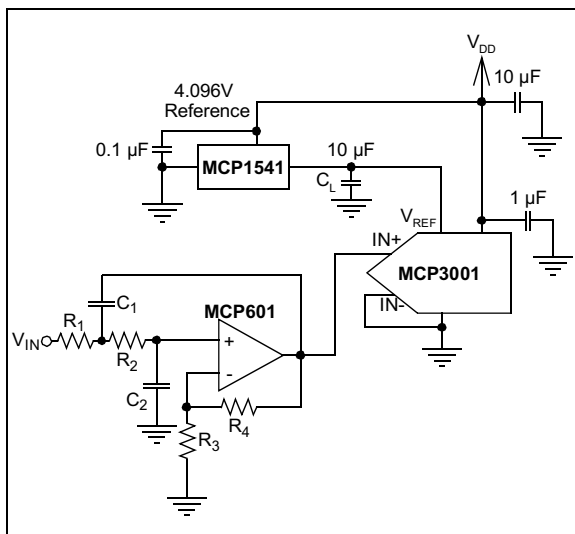 V_DD
10 µF
4.096V
Reference
0.1 µF
MCP1541
10 µF
C_L
1 µF
V_REF
IN+
MCP3001
IN-
C_1
MCP601
V_IN
R_1
R_2
+
-
C_2
R_4
R_3